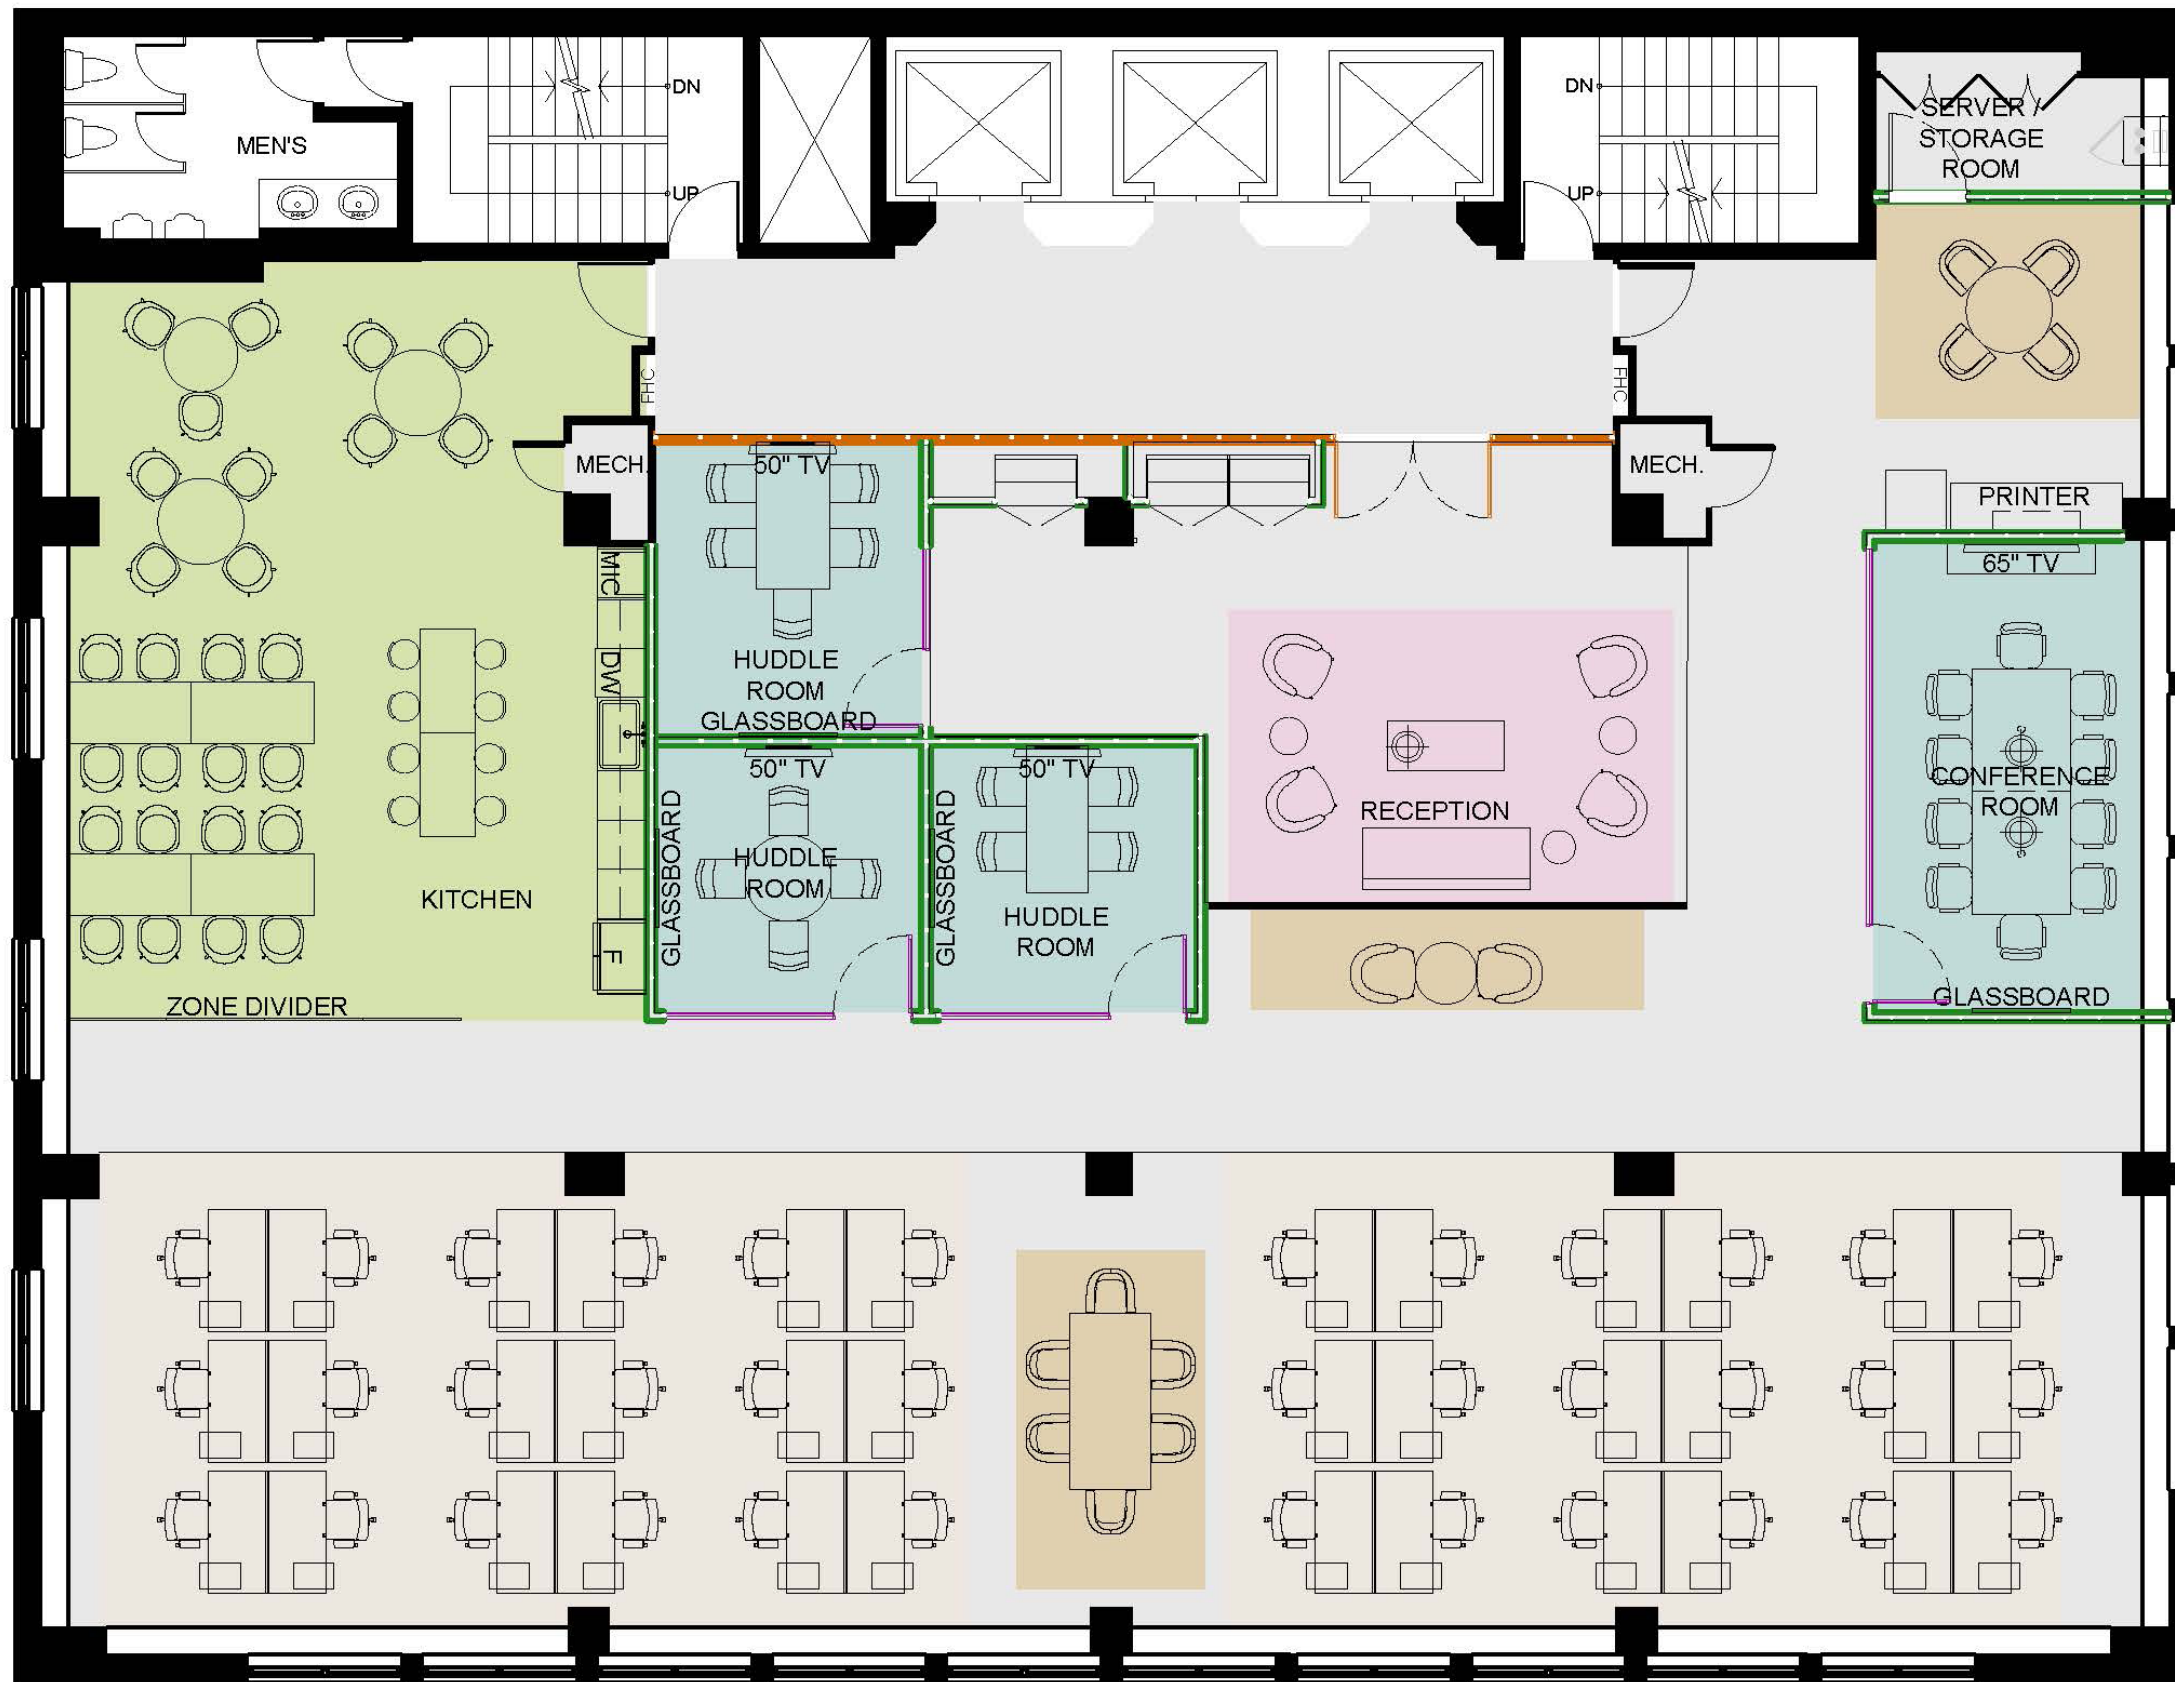 DN
DN
MEN'S
UP
UP
SERVER /
STORAGE
ROOM
FHC
FHC
MECH.
50" TV
MECH.
PRINTER
65" TV
MIC
DW
HUDDLE
ROOM
GLASSBOARD
50" TV
50" TV
GLASSBOARD
GLASSBOARD
HUDDLE
ROOM
HUDDLE
ROOM
RECEPTION
CONFERENCE
ROOM
KITCHEN
F
ZONE DIVIDER
GLASSBOARD